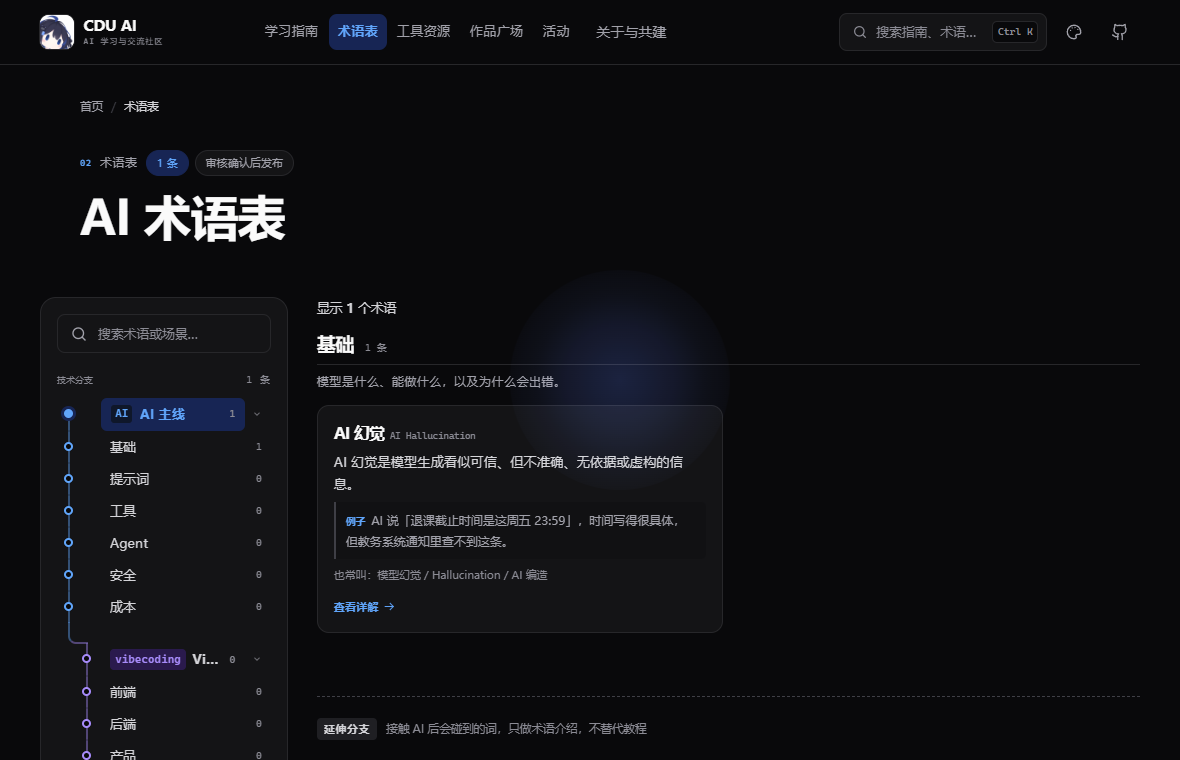 CDU AI
AI 学习与交流社区
学习指南 术语表 工具资源 作品广场 活动 关于与共建
搜索指南、术语... Ctrl K
首页 / 术语表
02 术语表 1 条 审核确认后发布
AI 术语表
搜索术语或场景...
技术分支 1 条
AI AI 主线 1
基础 1
提示词 0
工具 0
Agent 0
安全 0
成本 0
vibecoding Vi... 0
前端 0
后端 0
产品 0
显示 1 个术语
基础 1 条
模型是什么、能做什么，以及为什么会出错。
AI 幻觉 AI Hallucination
AI 幻觉是模型生成看似可信、但不准确、无依据或虚构的信
息。
例子 AI 说「退课截止时间是这周五 23:59」，时间写得很具体，
但教务系统通知里查不到这条。
也常叫：模型幻觉 / Hallucination / AI 编造
查看详解 →
延伸分支 接触 AI 后会碰到的词，只做术语介绍，不替代教程